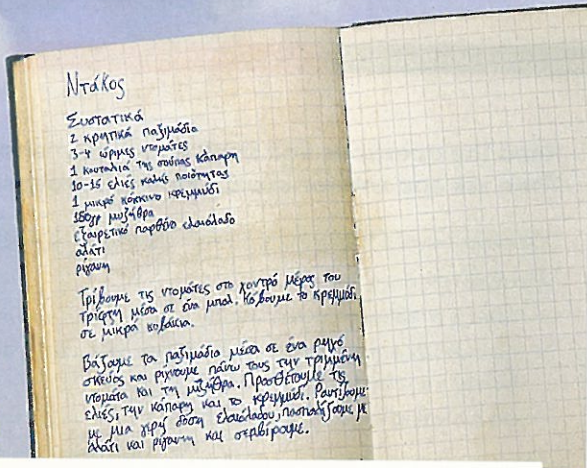 Ντάκος
Συστατικά
2 κρητικά παξιμάδια
3-4 ώριμες ντομάτες
1 κουταλιά της σούπας κάπαρη
10-15 ελιές καλής ποιότητας
1 μικρό κόκκινο κρεμμύδι
150γρ μυζήθρα
εξαιρετικό παρθένο ελαιόλαδο
αλάτι
ρίγανη
Τρίβουμε τις ντομάτες στο χοντρό μέρος του
τρίφτη μέσα σε ένα μπολ. Κόβουμε το κρεμμύδι
σε μικρά κυβάκια.
Βάζουμε τα παξιμάδια μέσα σε ένα ρηχό
σκεύος και ρίχνουμε πάνω τους την τριμμένη
ντομάτα και τη μυζήθρα. Προσθέτουμε τις
ελιές, την κάπαρη και το κρεμμύδι. Ραντίζουμε
με μια γερή δόση ελαιόλαδου, πασπαλίζουμε με
αλάτι και ρίγανη και σερβίρουμε.